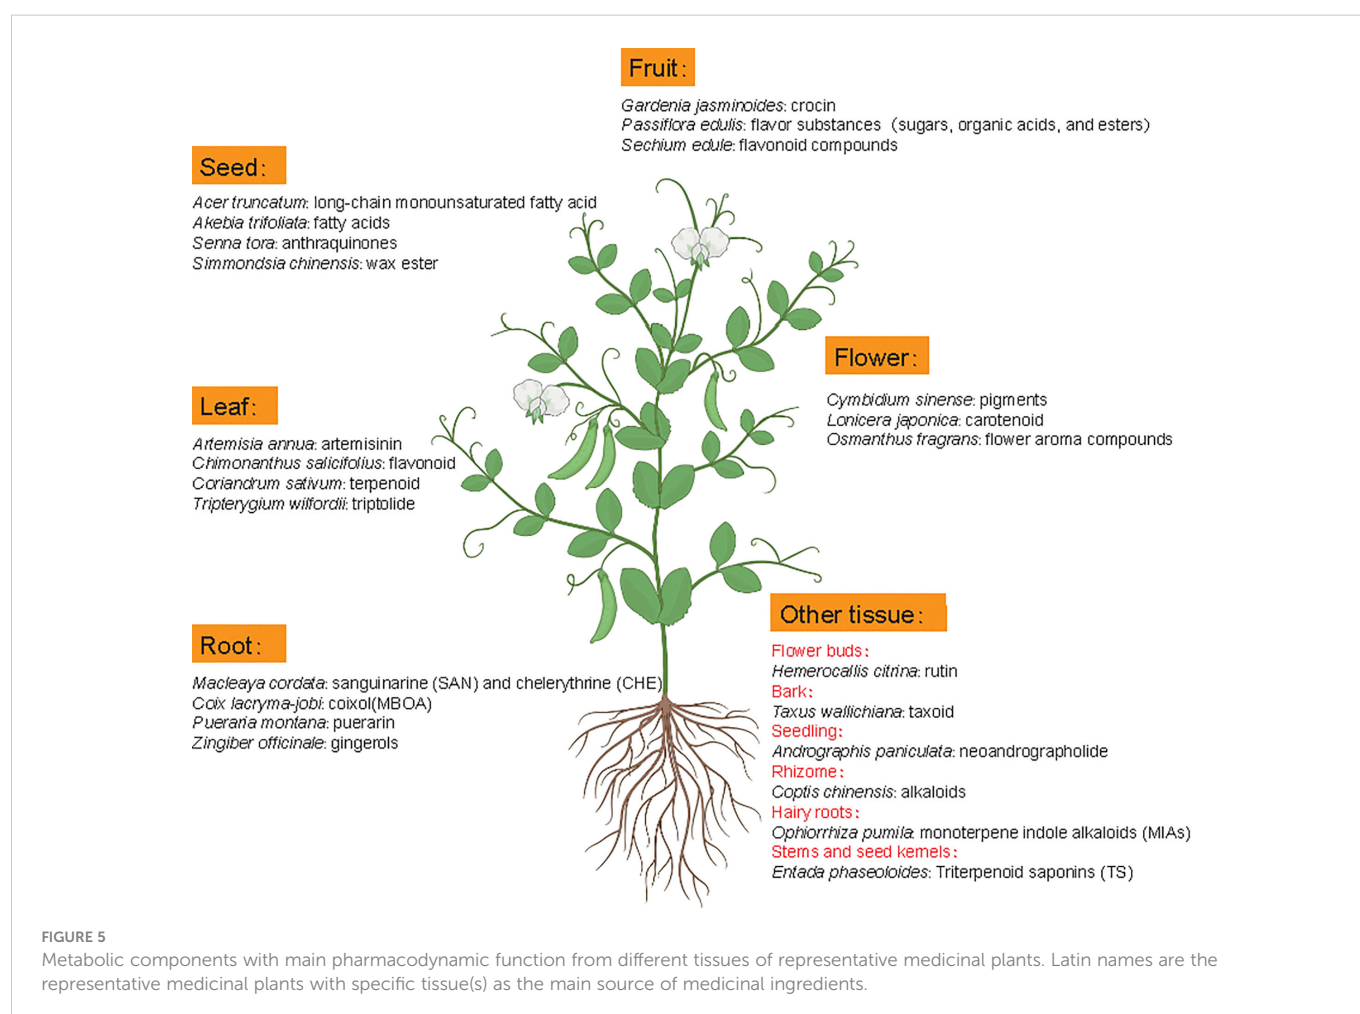 Fruit:
Gardenia jasminoides: crocin
Passiflora edulis: flavor substances (sugars, organic acids, and esters)
Sechium edule: flavonoid compounds
Seed:
Acer truncatum: long-chain monounsaturated fatty acid
Akebia trifoliata: fatty acids
Senna tora: anthraquinones
Simmondsia chinensis: wax ester
Flower:
Cymbidium sinense: pigments
Lonicera japonica: carotenoid
Osmanthus fragrans: flower aroma compounds
Leaf:
Artemisia annua: artemisinin
Chimonanthus salicifolius: flavonoid
Coriandrum sativum: terpenoid
Tripterygium wilfordii: triptolide
Root:
Macleaya cordata: sanguinarine (SAN) and chelerythrine (CHE)
Coix lacryma-jobi: coixol(MBOA)
Pueraria montana: puerarin
Zingiber officinale: gingerols
Other tissue:
Flower buds:
Hemerocallis citrina: rutin
Bark:
Taxus wallichiana: taxoid
Seedling:
Andrographis paniculata: neoandrographolide
Rhizome:
Coptis chinensis: alkaloids
Hairy roots:
Ophiorrhiza pumila: monoterpene indole alkaloids (MIAs)
Stems and seed kernels:
Entada phaseoloides: Triterpenoid saponins (TS)
FIGURE 5
Metabolic components with main pharmacodynamic function from different tissues of representative medicinal plants. Latin names are the
representative medicinal plants with specific tissue(s) as the main source of medicinal ingredients.